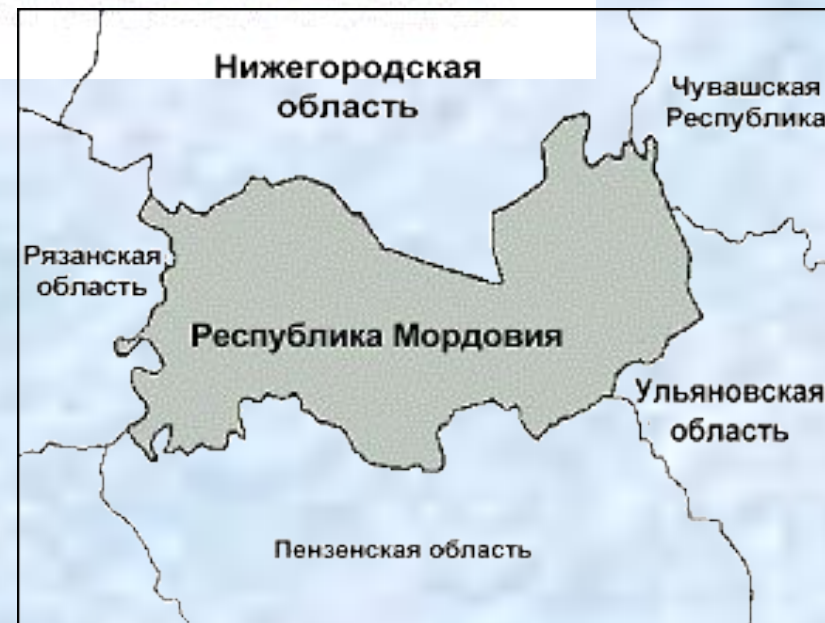 Нижегородская
область
Чувашская
Республика
Рязанская
область
Республика Мордовия
Ульяновская
область
Пензенская область